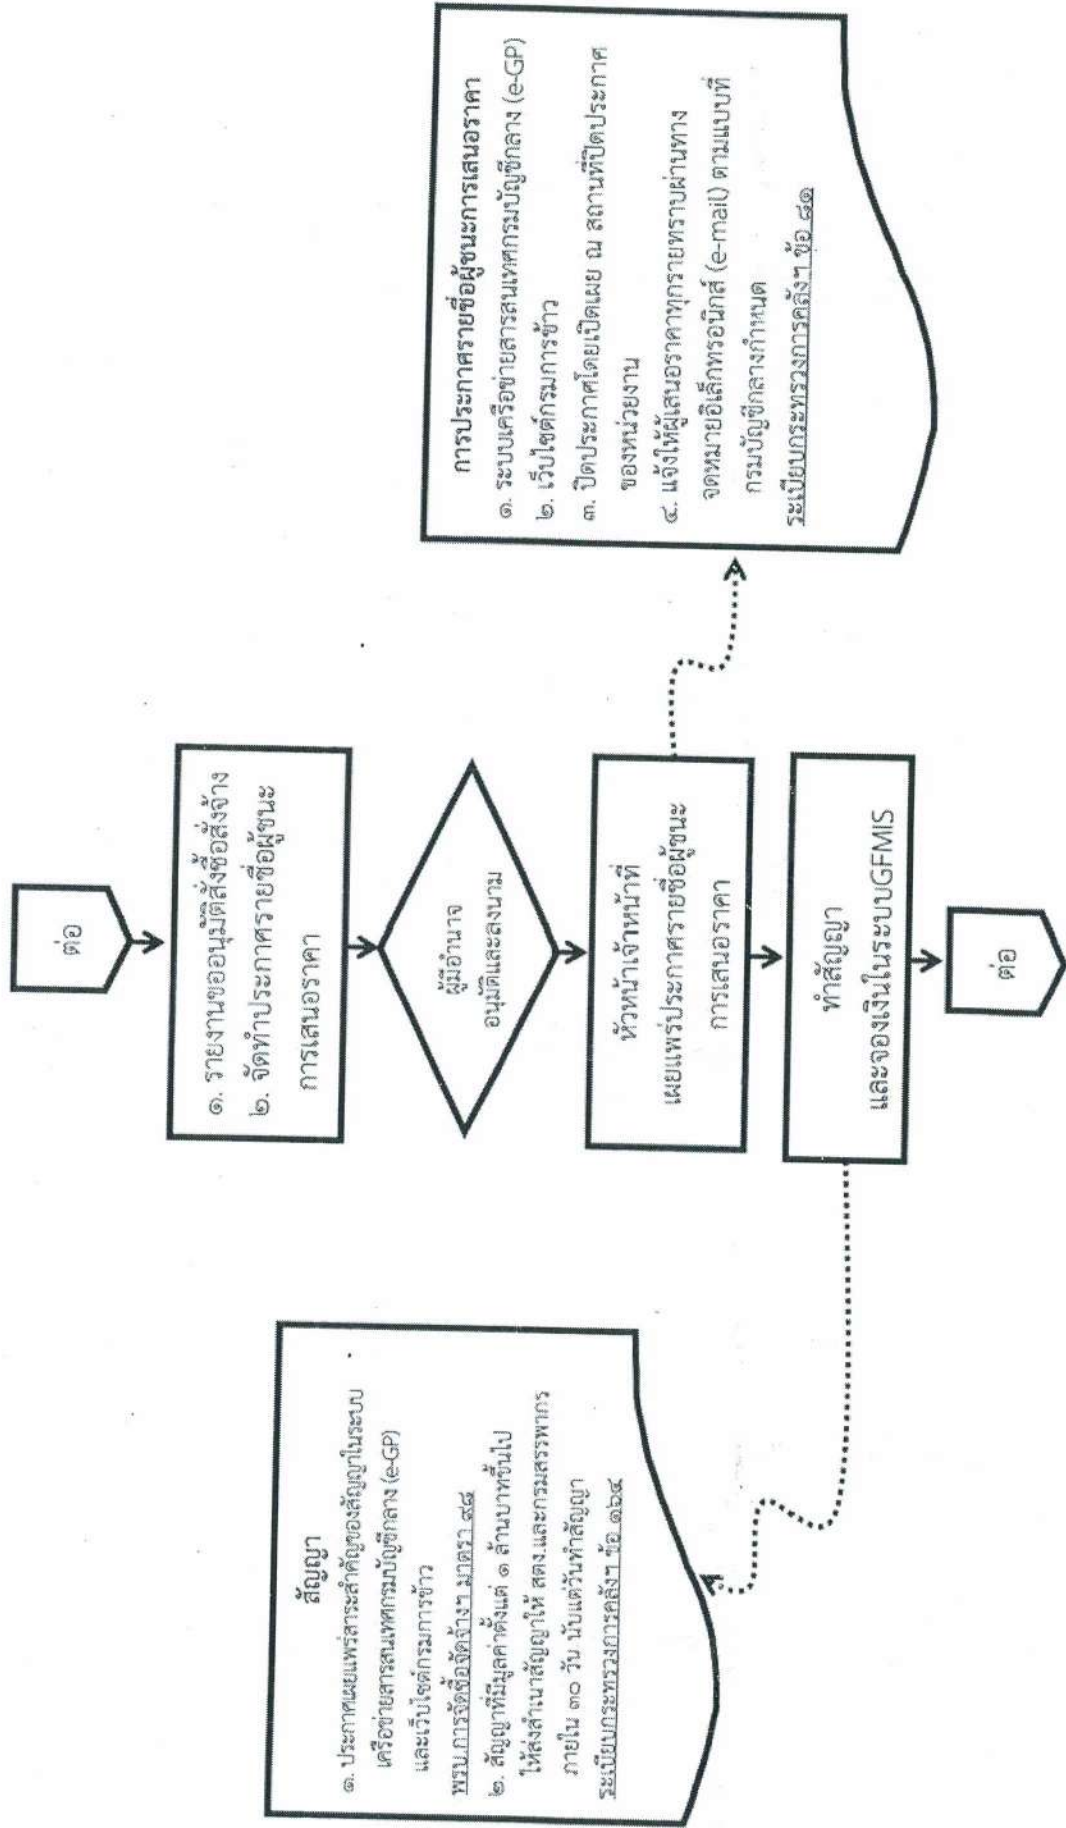 ต่อ
๑. รายงานขออนุมัติสั่งซื้อสั่งจ้าง
๒. จัดทำประกาศรายชื่อผู้ชนะ
การเสนอราคา
ผู้มีอำนาจ
อนุมัติและลงนาม
หัวหน้าเจ้าหน้าที่
เผยแพร่ประกาศรายชื่อผู้ชนะ
การเสนอราคา
ทำสัญญา
และจองเงินในระบบGFMIS
ต่อ
การประกาศรายชื่อผู้ชนะการเสนอราคา
๑. ระบบเครือข่ายสารสนเทศกรมบัญชีกลาง (e-GP)
๒. เว็บไซต์กรมการข้าว
๓. ปิดประกาศโดยเปิดเผย ณ สถานที่ปิดประกาศ
ของหน่วยงาน
๔. แจ้งให้ผู้เสนอราคาทุกรายทราบผ่านทาง
จดหมายอิเล็กทรอนิกส์ (e-mail) ตามแบบที่
กรมบัญชีกลางกำหนด
ระเบียบกระทรวงการคลังฯ ข้อ ๘๑
สัญญา
๑. ประกาศเผยแพร่สาระสำคัญของสัญญาในระบบ
เครือข่ายสารสนเทศกรมบัญชีกลาง (e-GP)
และเว็บไซต์กรมการข้าว
พรบ.การจัดซื้อจัดจ้างฯ มาตรา ๙๘
๒. สัญญาที่มีมูลค่าตั้งแต่ ๑ ล้านบาทขึ้นไป
ให้ส่งสำเนาสัญญาให้ สตง.และกรมสรรพากร
ภายใน ๓๐ วัน นับแต่วันทำสัญญา
ระเบียบกระทรวงการคลังฯ ข้อ ๑๖๔